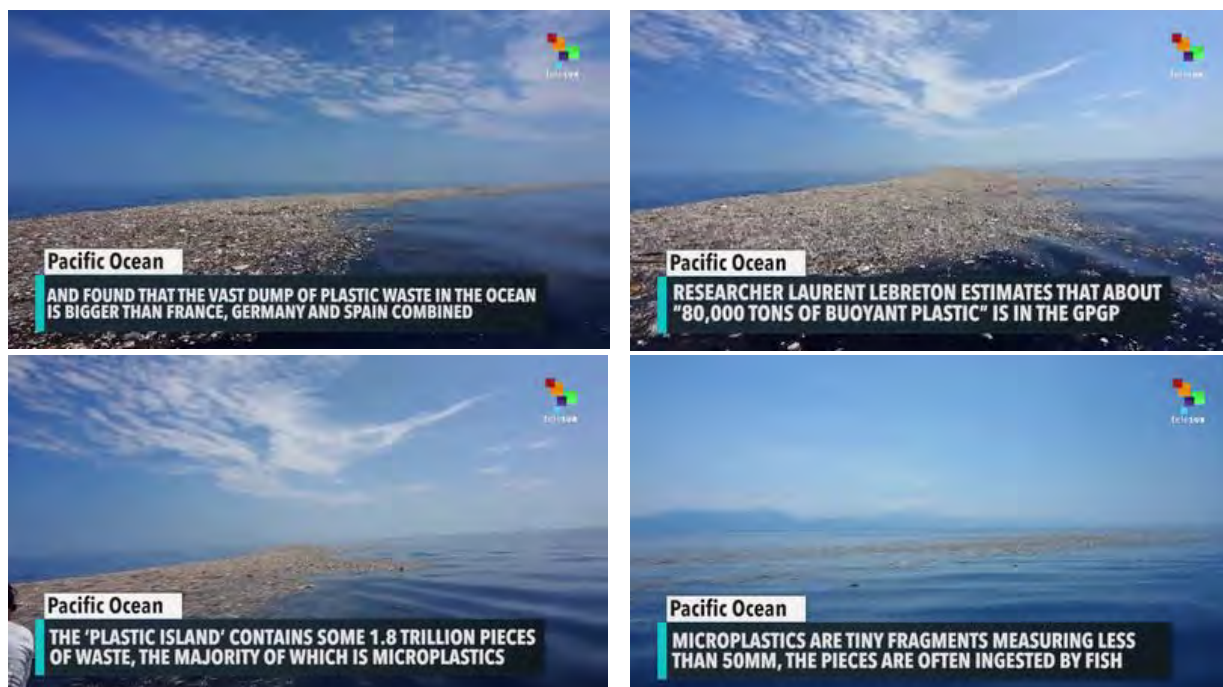 teleSUR
Pacific Ocean
AND FOUND THAT THE VAST DUMP OF PLASTIC WASTE IN THE OCEAN
IS BIGGER THAN FRANCE, GERMANY AND SPAIN COMBINED
teleSUR
Pacific Ocean
RESEARCHER LAURENT LEBRETON ESTIMATES THAT ABOUT
"80,000 TONS OF BUOYANT PLASTIC" IS IN THE GPGP
teleSUR
Pacific Ocean
THE 'PLASTIC ISLAND' CONTAINS SOME 1.8 TRILLION PIECES
OF WASTE, THE MAJORITY OF WHICH IS MICROPLASTICS
teleSUR
Pacific Ocean
MICROPLASTICS ARE TINY FRAGMENTS MEASURING LESS
THAN 50MM, THE PIECES ARE OFTEN INGESTED BY FISH